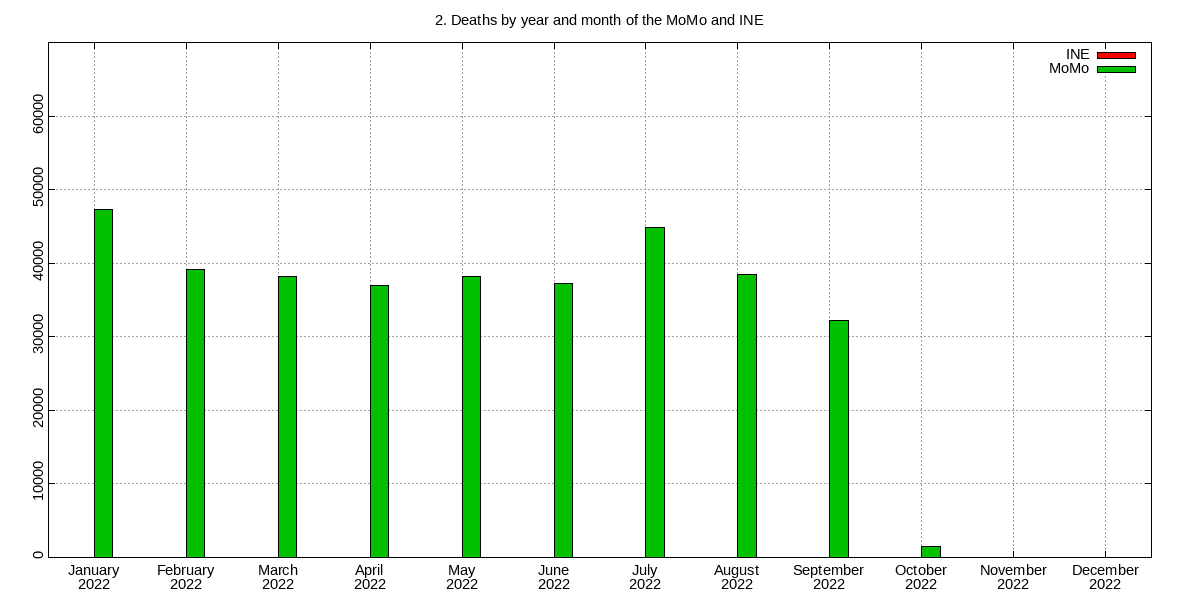 2. Deaths by year and month of the MoMo and INE
INE
MoMo
60000
50000
40000
30000
20000
10000
0
January February March April May June July August September October November December
2022 2022 2022 2022 2022 2022 2022 2022 2022 2022 2022 2022